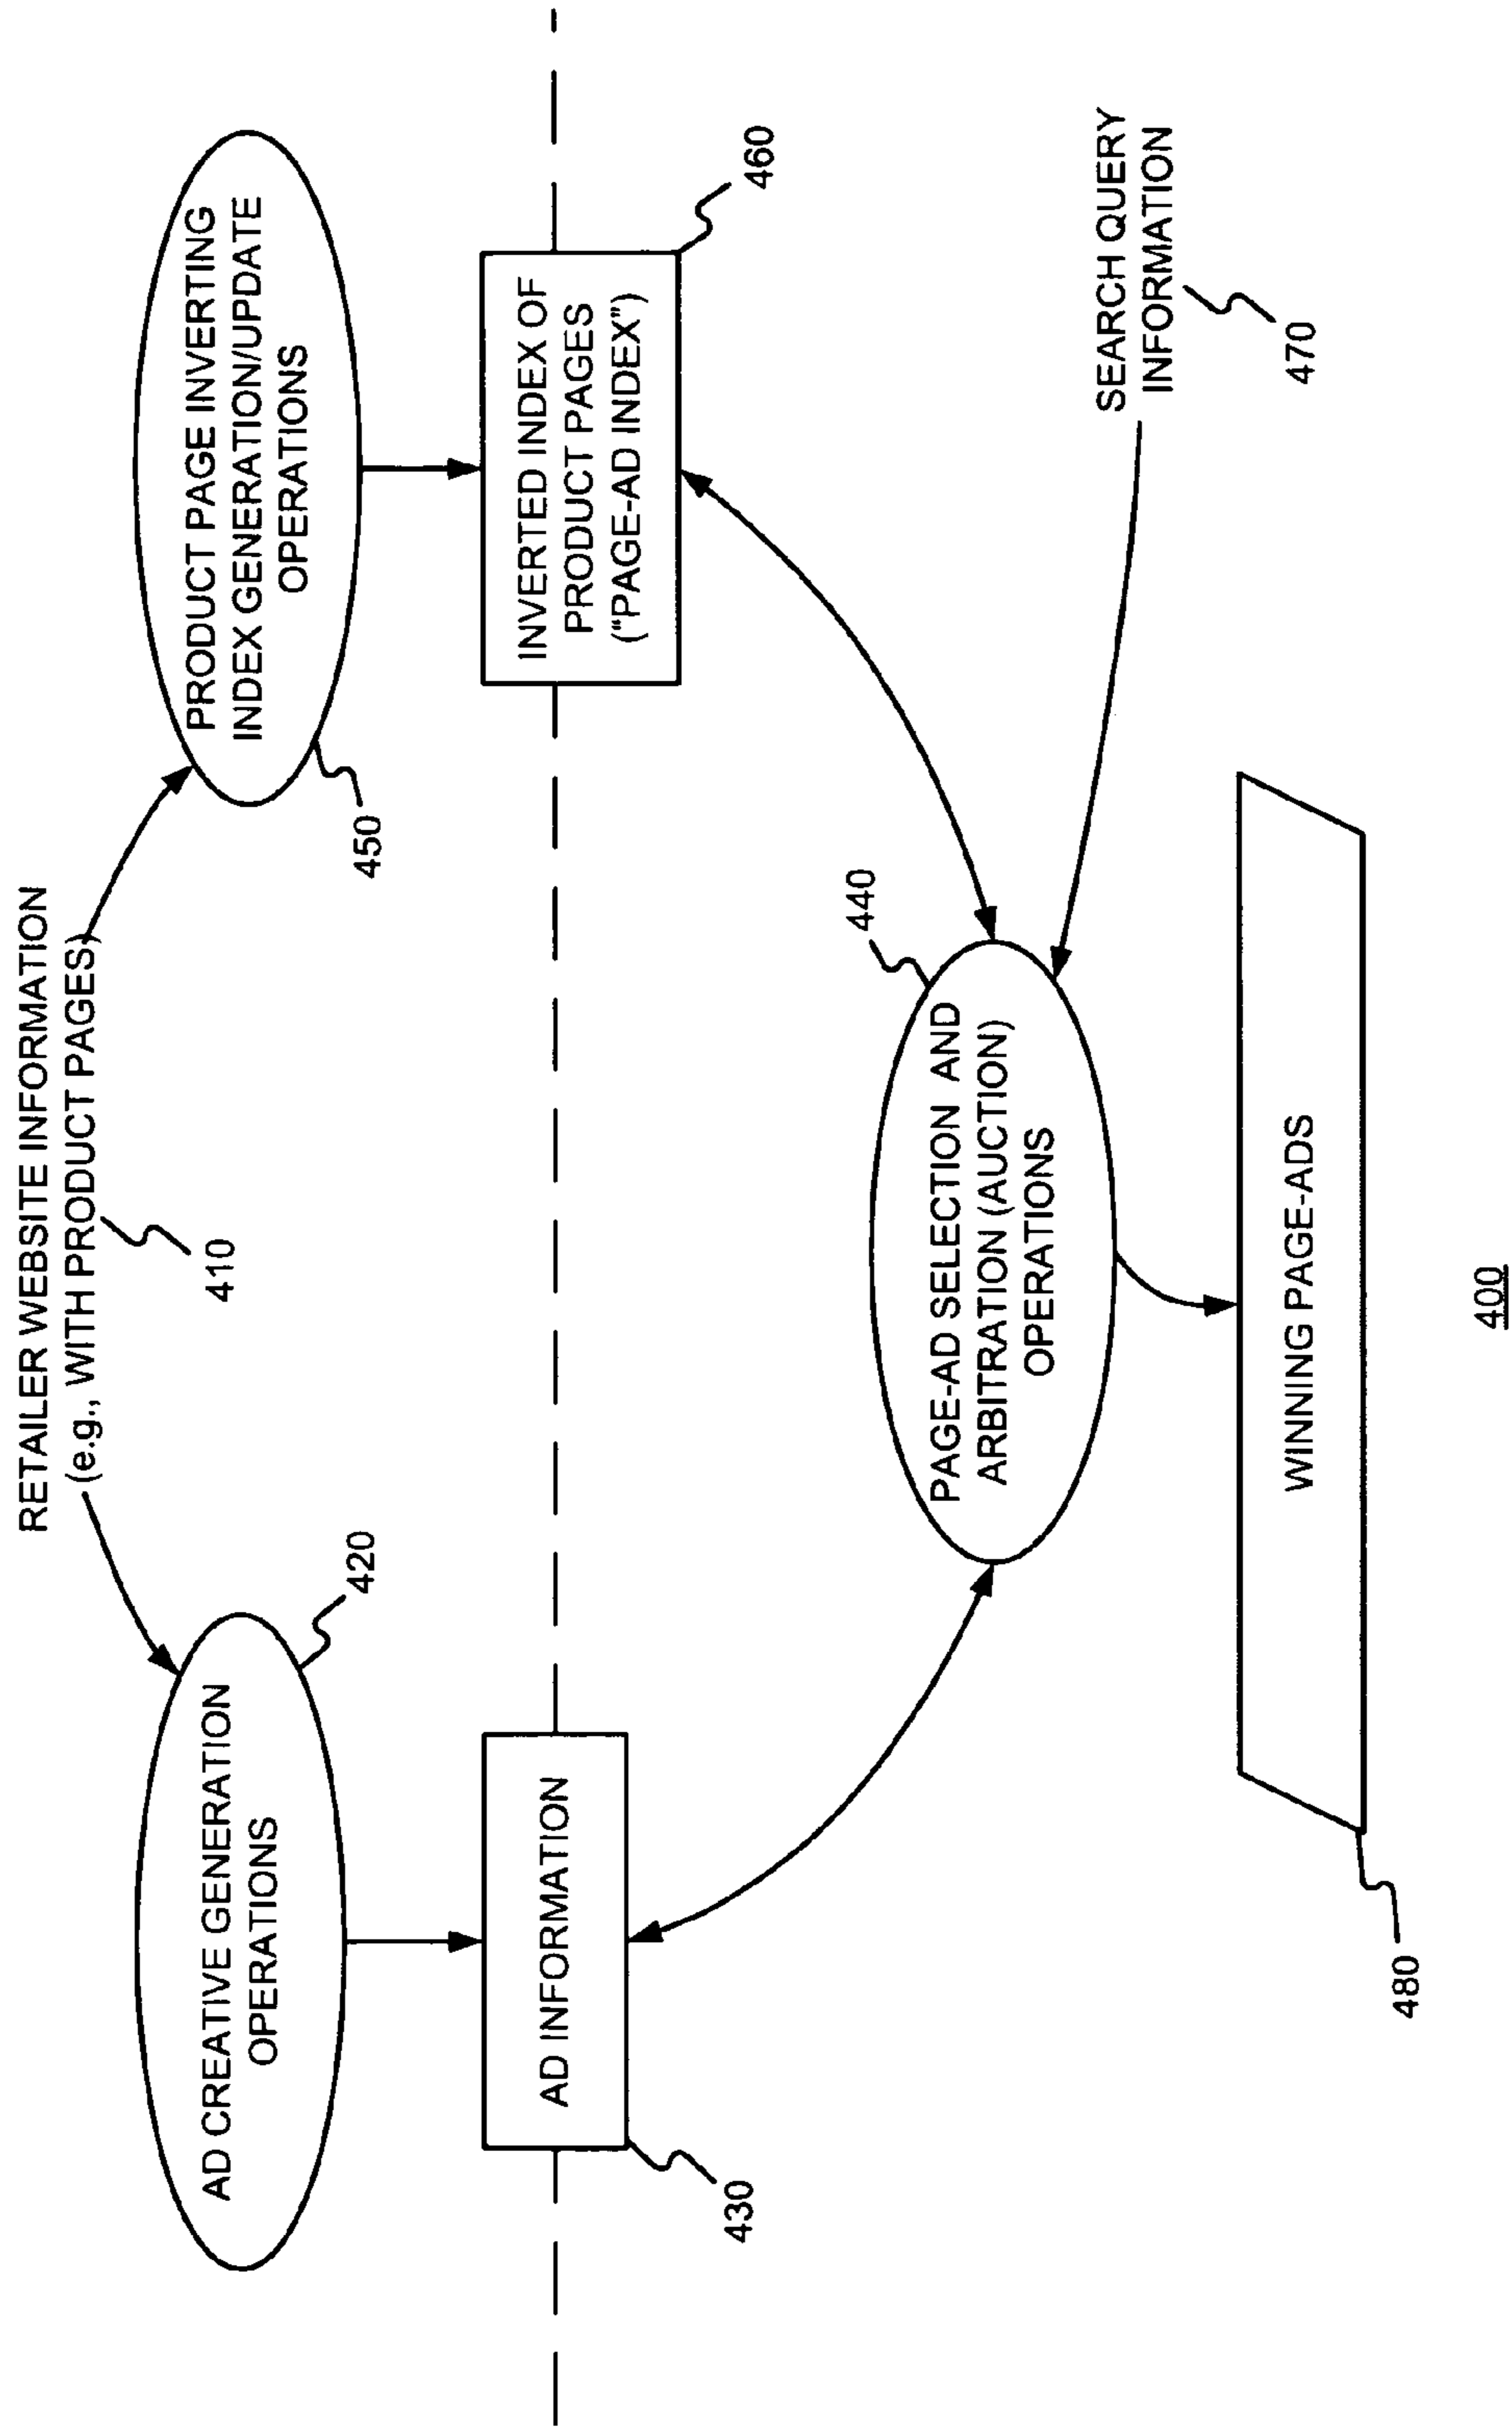 RETAILER WEBSITE INFORMATION
(e.g., WITH PRODUCT PAGES)
410
AD CREATIVE GENERATION
OPERATIONS
420
PRODUCT PAGE INVERTING
INDEX GENERATION/UPDATE
OPERATIONS
450
AD INFORMATION
430
INVERTED INDEX OF
PRODUCT PAGES
("PAGE-AD INDEX")
460
PAGE-AD SELECTION AND
ARBITRATION (AUCTION)
OPERATIONS
440
SEARCH QUERY
INFORMATION
470
WINNING PAGE-ADS
480
400